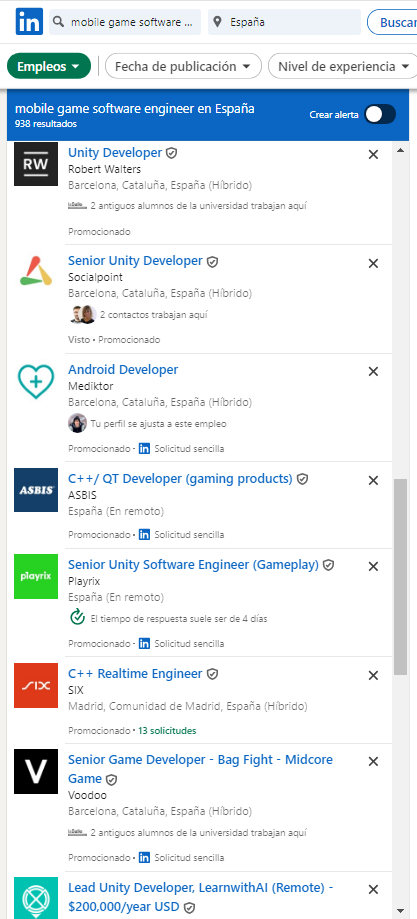 in
mobile game software ...
España
Buscar
Empleos
Fecha de publicación
Nivel de experiencia
mobile game software engineer en España
938 resultados
Crear alerta
RW
Unity Developer
Robert Walters
Barcelona, Cataluña, España (Híbrido)
2 antiguos alumnos de la universidad trabajan aquí
Promocionado
Senior Unity Developer
Socialpoint
Barcelona, Cataluña, España (Híbrido)
2 contactos trabajan aquí
Visto • Promocionado
Android Developer
Mediktor
Barcelona, Cataluña, España (Híbrido)
Tu perfil se ajusta a este empleo
Promocionado • in Solicitud sencilla
ASBIS
C++/ QT Developer (gaming products)
ASBIS
España (En remoto)
Promocionado • in Solicitud sencilla
playrix
Senior Unity Software Engineer (Gameplay)
Playrix
España (En remoto)
El tiempo de respuesta suele ser de 4 días
Promocionado • in Solicitud sencilla
SIX
C++ Realtime Engineer
SIX
Madrid, Comunidad de Madrid, España (Híbrido)
Promocionado • 13 solicitudes
V
Senior Game Developer - Bag Fight - Midcore
Game
Voodoo
Barcelona, Cataluña, España (Híbrido)
2 antiguos alumnos de la universidad trabajan aquí
Promocionado • in Solicitud sencilla
Lead Unity Developer, LearnwithAI (Remote) -
$200,000/year USD